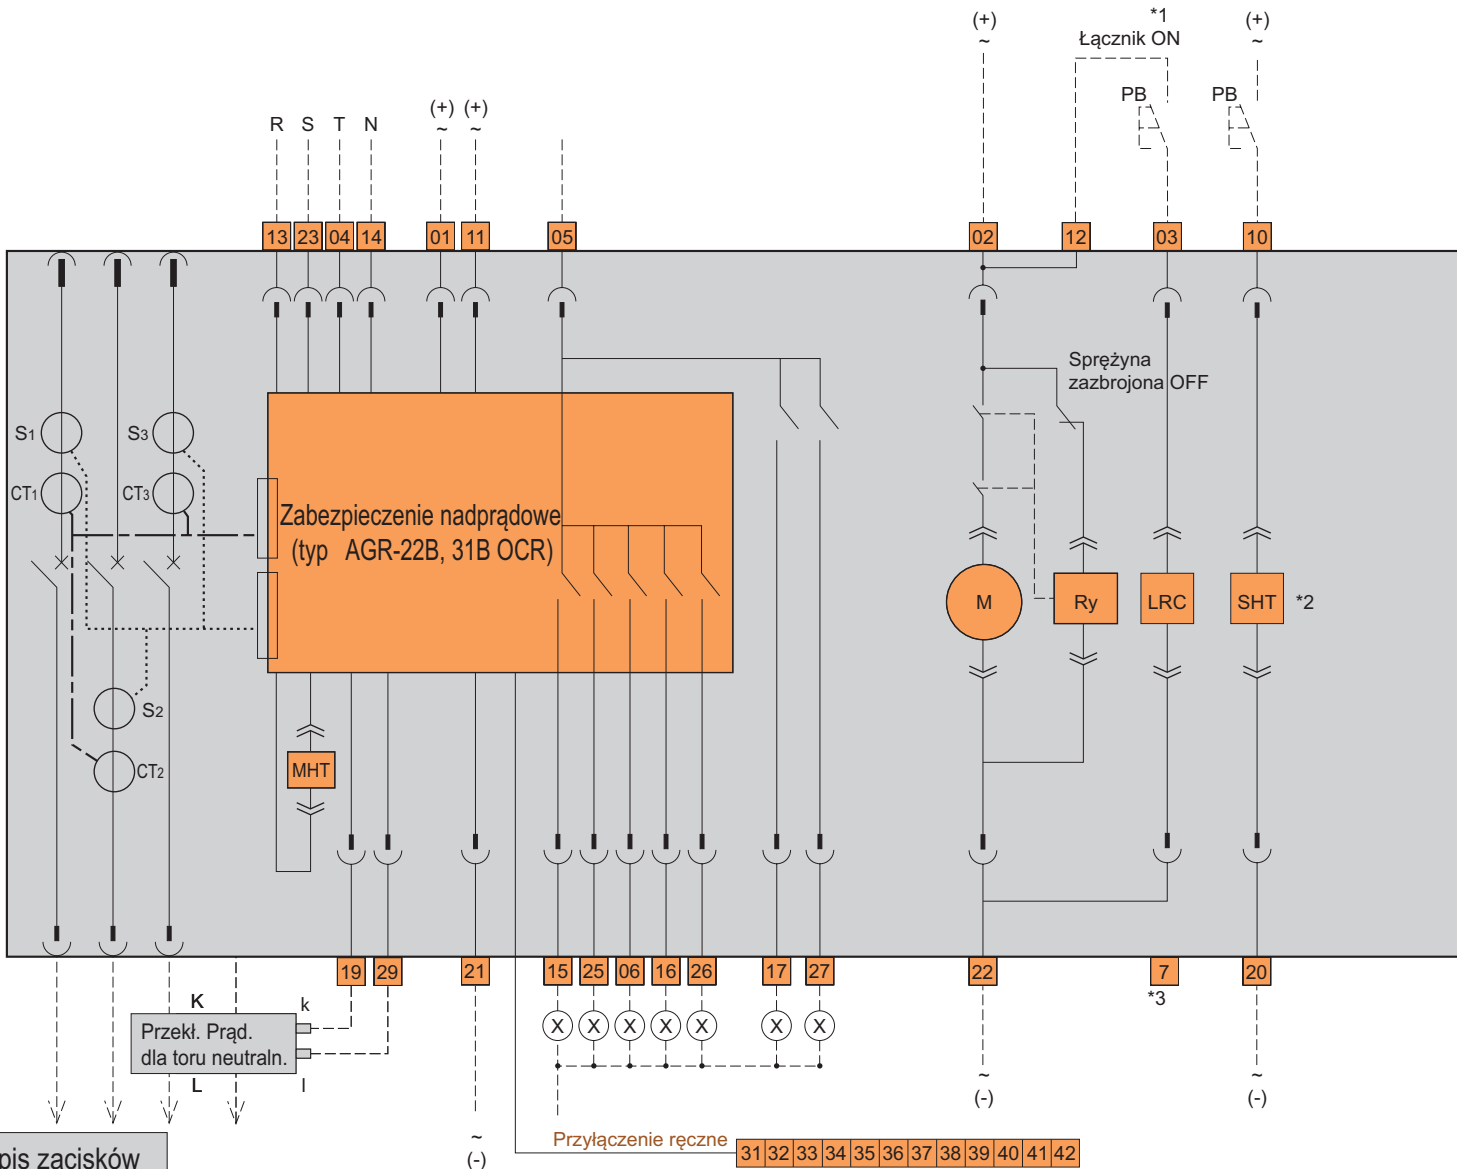 *1
(+) (+)
~ ~
Łącznik ON
PB PB
(+) (+)
R S T N ~ ~
13 23 04 14 01 11 05 02 12 03 10
Sprężyna
zazbrojona OFF
S1 S3
CT1 CT3
Zabezpieczenie nadprądowe
(typ AGR-22B, 31B OCR)
M Ry LRC SHT *2
S2
CT2
MHT
19 29 21 15 25 06 16 26 17 27 22 7 20
*3
K k
Przekł. Prąd.
dla toru neutraln.
L l
X X X X X X X
~ ~
(-) (-)
~
(-)
Przyłączenie ręczne
31 32 33 34 35 36 37 38 39 40 41 42
pis zacisków